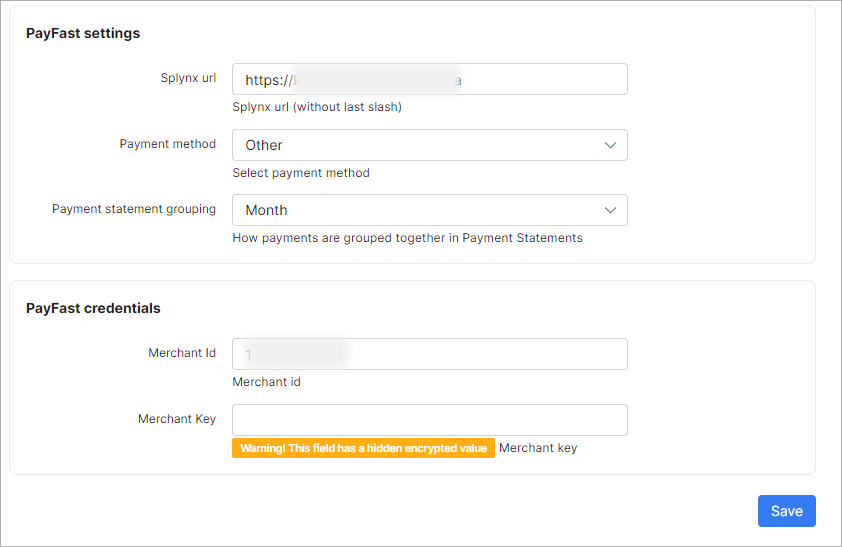 PayFast settings
Splynx url
https://
Splynx url (without last slash)
Payment method
Other
Select payment method
Payment statement grouping
Month
How payments are grouped together in Payment Statements
PayFast credentials
Merchant Id
Merchant id
Merchant Key
Warning! This field has a hidden encrypted value Merchant key
Save